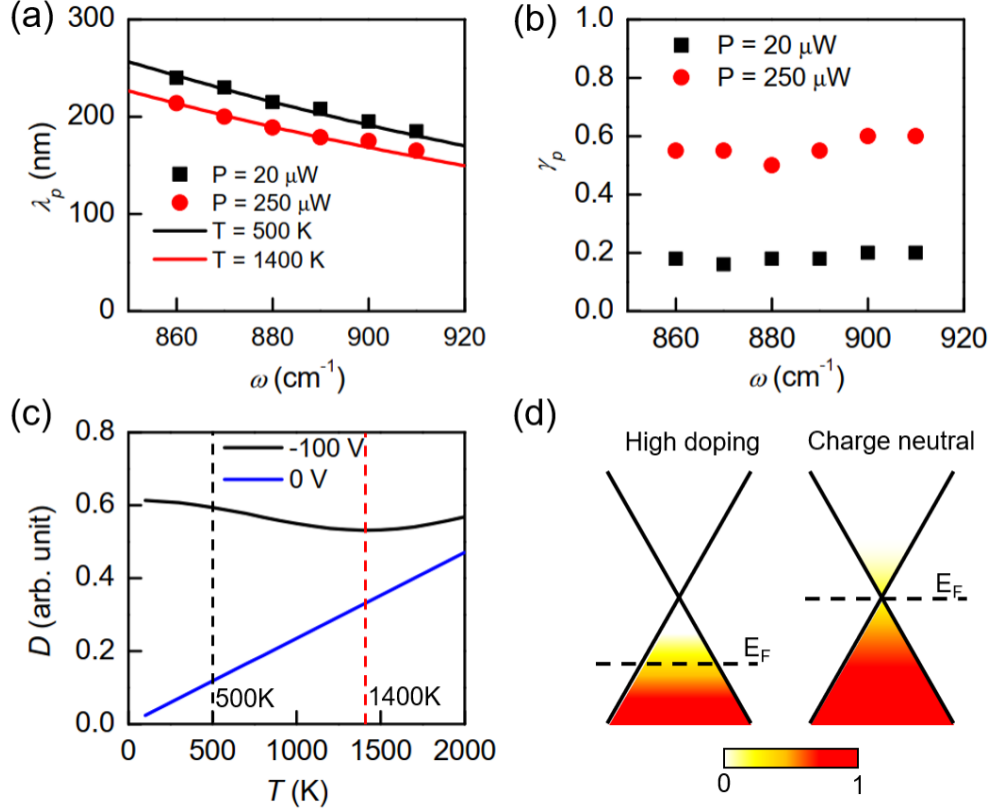 (a)
300
200
100
0
λp (nm)
P = 20 μW
P = 250 μW
T = 500 K
T = 1400 K
860 880 900 920
ω (cm⁻¹)
(b)
1.0
0.8
0.6
0.4
0.2
0.0
γp
P = 20 μW
P = 250 μW
860 880 900 920
ω (cm⁻¹)
(c)
0.8
0.6
0.4
0.2
0.0
D (arb. unit)
-100 V
0 V
500K
1400K
0 500 1000 1500 2000
T (K)
(d)
High doping
Charge neutral
EF
EF
0 1